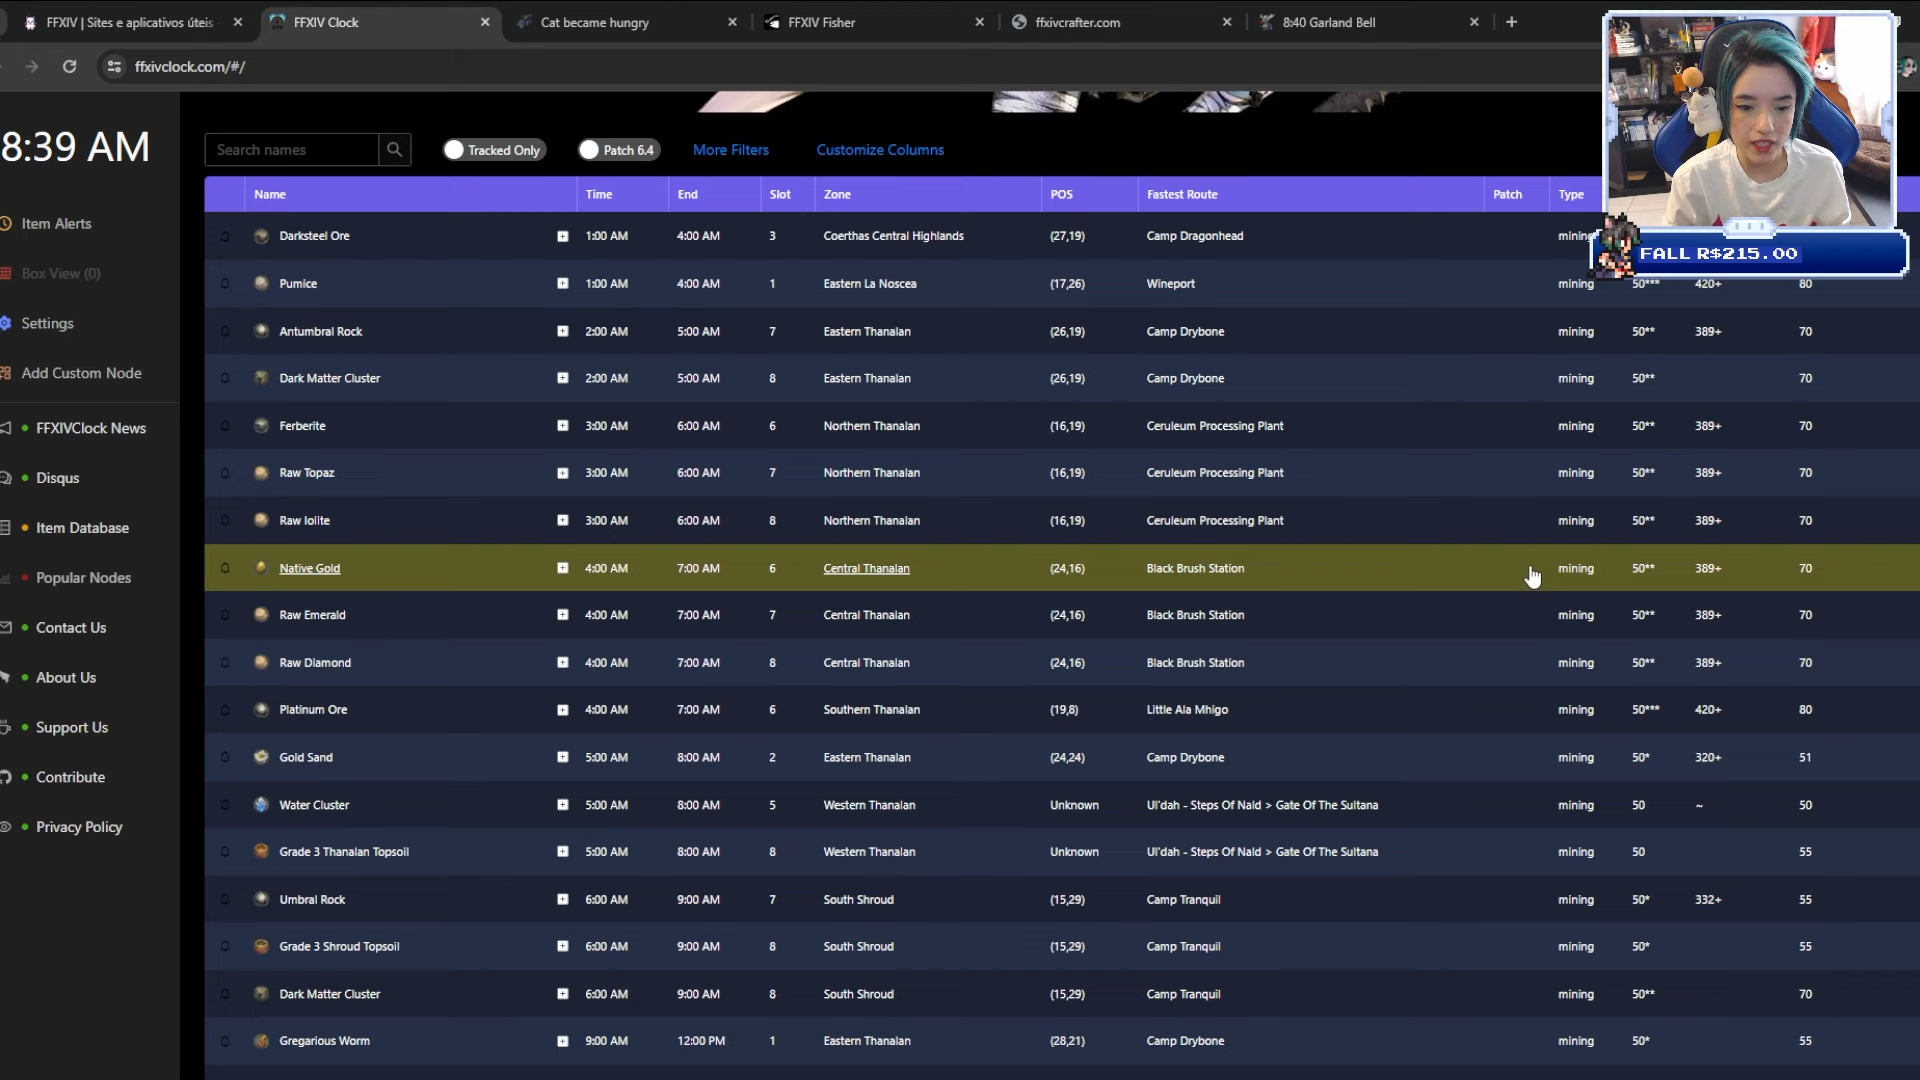 FFXIV | Sites e aplicativos úteis
FFXIV Clock
Cat became hungry
FFXIV Fisher
ffxivcrafter.com
8:40 Garland Bell
ffxivclock.com/#/
8:39 AM
Item Alerts
Box View (0)
Settings
Add Custom Node
FFXIVClock News
Disqus
Item Database
Popular Nodes
Contact Us
About Us
Support Us
Contribute
Privacy Policy
Search names
Tracked Only
Patch 6.4
More Filters
Customize Columns
FALL R$215.00
Name Time End Slot Zone POS Fastest Route Patch Type
Darksteel Ore 1:00 AM 4:00 AM 3 Coerthas Central Highlands (27,19) Camp Dragonhead mining
Pumice 1:00 AM 4:00 AM 1 Eastern La Noscea (17,26) Wineport mining 50*** 420+ 80
Antumbral Rock 2:00 AM 5:00 AM 7 Eastern Thanalan (26,19) Camp Drybone mining 50** 389+ 70
Dark Matter Cluster 2:00 AM 5:00 AM 8 Eastern Thanalan (26,19) Camp Drybone mining 50** 70
Ferberite 3:00 AM 6:00 AM 6 Northern Thanalan (16,19) Ceruleum Processing Plant mining 50** 389+ 70
Raw Topaz 3:00 AM 6:00 AM 7 Northern Thanalan (16,19) Ceruleum Processing Plant mining 50** 389+ 70
Raw Iolite 3:00 AM 6:00 AM 8 Northern Thanalan (16,19) Ceruleum Processing Plant mining 50** 389+ 70
Native Gold 4:00 AM 7:00 AM 6 Central Thanalan (24,16) Black Brush Station mining 50** 389+ 70
Raw Emerald 4:00 AM 7:00 AM 7 Central Thanalan (24,16) Black Brush Station mining 50** 389+ 70
Raw Diamond 4:00 AM 7:00 AM 8 Central Thanalan (24,16) Black Brush Station mining 50** 389+ 70
Platinum Ore 4:00 AM 7:00 AM 6 Southern Thanalan (19,8) Little Ala Mhigo mining 50*** 420+ 80
Gold Sand 5:00 AM 8:00 AM 2 Eastern Thanalan (24,24) Camp Drybone mining 50* 320+ 51
Water Cluster 5:00 AM 8:00 AM 5 Western Thanalan Unknown Ul'dah - Steps Of Nald > Gate Of The Sultana mining 50 ~ 50
Grade 3 Thanalan Topsoil 5:00 AM 8:00 AM 8 Western Thanalan Unknown Ul'dah - Steps Of Nald > Gate Of The Sultana mining 50 55
Umbral Rock 6:00 AM 9:00 AM 7 South Shroud (15,29) Camp Tranquil mining 50* 332+ 55
Grade 3 Shroud Topsoil 6:00 AM 9:00 AM 8 South Shroud (15,29) Camp Tranquil mining 50* 55
Dark Matter Cluster 6:00 AM 9:00 AM 8 South Shroud (15,29) Camp Tranquil mining 50** 70
Gregarious Worm 9:00 AM 12:00 PM 1 Eastern Thanalan (28,21) Camp Drybone mining 50* 55